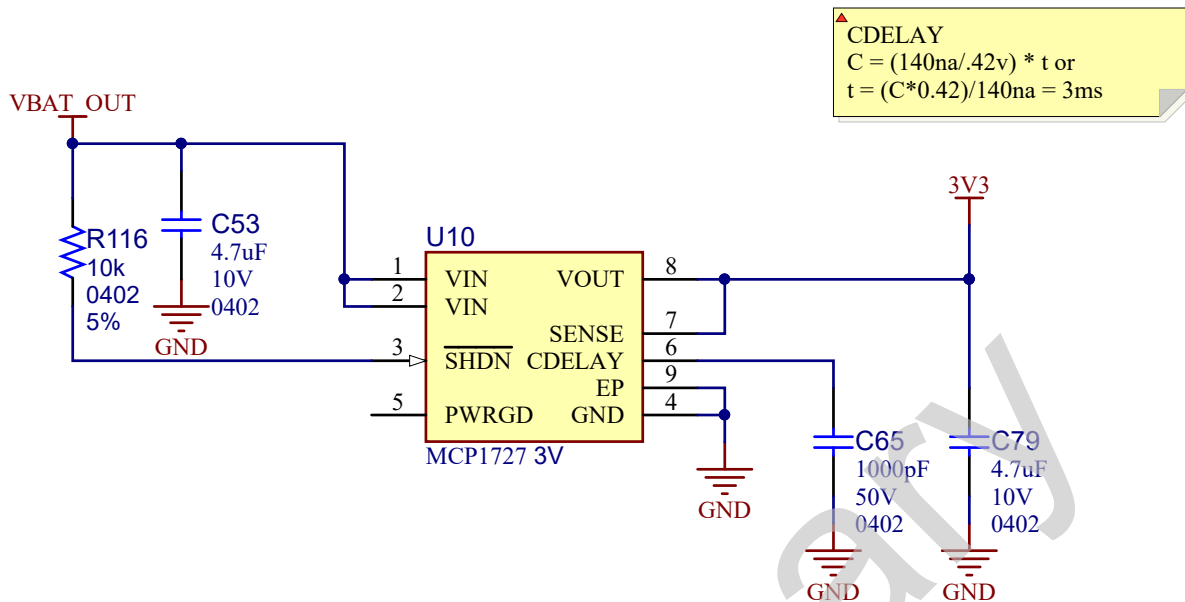 CDELAY
C = (140na/.42v) * t or
t = (C*0.42)/140na = 3ms
VBAT_OUT
3V3
R116
10k
0402
5%
C53
4.7uF
10V
0402
GND
U10
1
VIN
2
VIN
3
SHDN
5
PWRGD
VOUT
8
SENSE
7
CDELAY
6
EP
9
GND
4
MCP1727 3V
GND
C65
1000pF
50V
0402
GND
C79
4.7uF
10V
0402
GND
ary